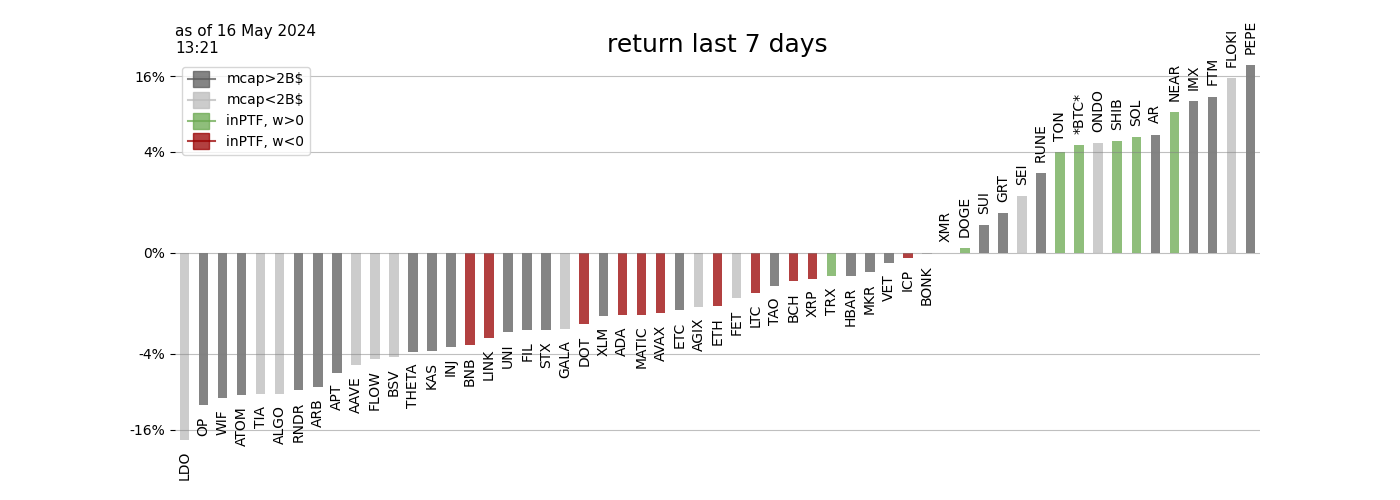 as of 16 May 2024
13:21
return last 7 days
mcap>2B$
mcap<2B$
inPTF, w>0
inPTF, w<0
16%
4%
0%
-4%
-16%
LDO
OP
WIF
ATOM
TIA
ALGO
RNDR
ARB
APT
AAVE
FLOW
BSV
THETA
KAS
INJ
BNB
LINK
UNI
FIL
STX
GALA
DOT
XLM
ADA
MATIC
AVAX
ETC
AGIX
ETH
FET
LTC
TAO
BCH
XRP
TRX
HBAR
MKR
VET
ICP
BONK
XMR
DOGE
SUI
GRT
SEI
RUNE
TON
*BTC*
ONDO
SHIB
SOL
AR
NEAR
IMX
FTM
FLOKI
PEPE